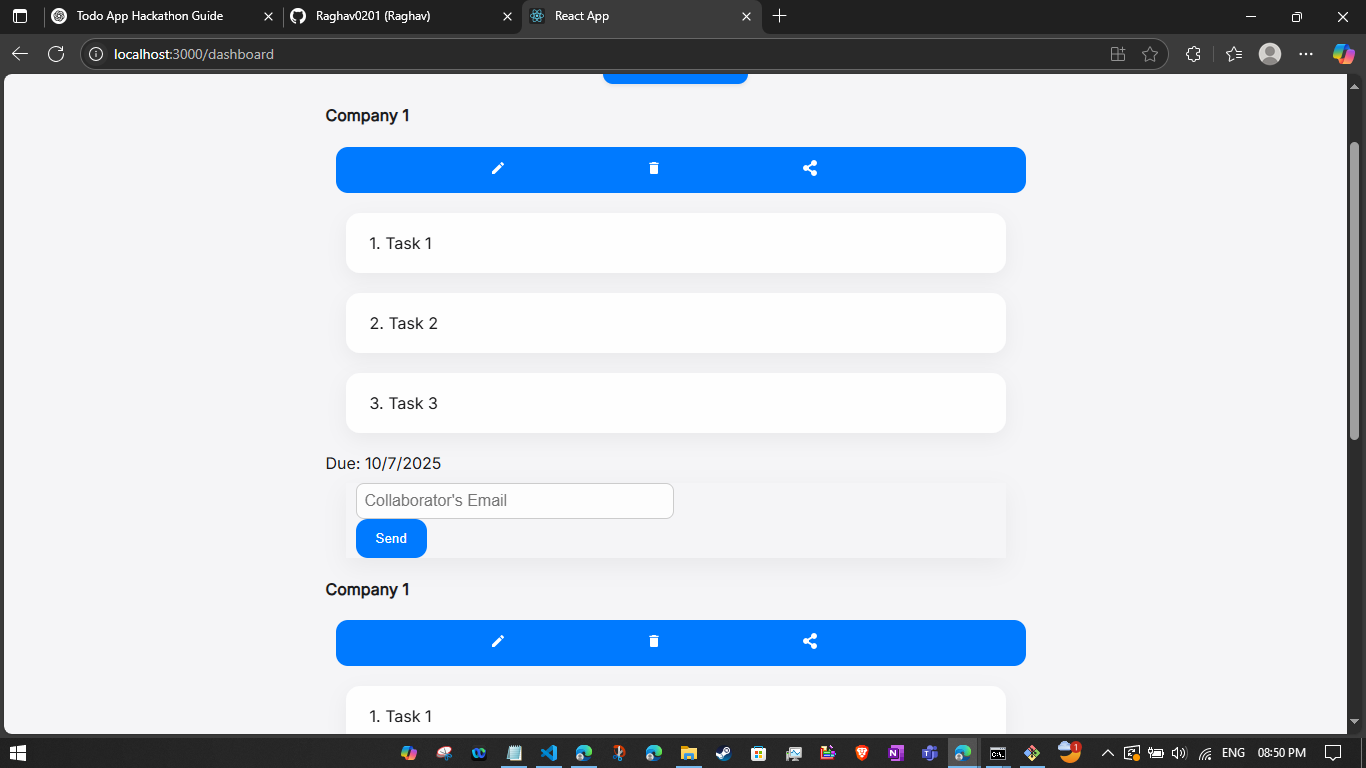 Todo App Hackathon Guide
Raghav0201 (Raghav)
React App
localhost:3000/dashboard
Company 1
1. Task 1
2. Task 2
3. Task 3
Due: 10/7/2025
Collaborator's Email
Send
Company 1
1. Task 1
ENG
08:50 PM
1